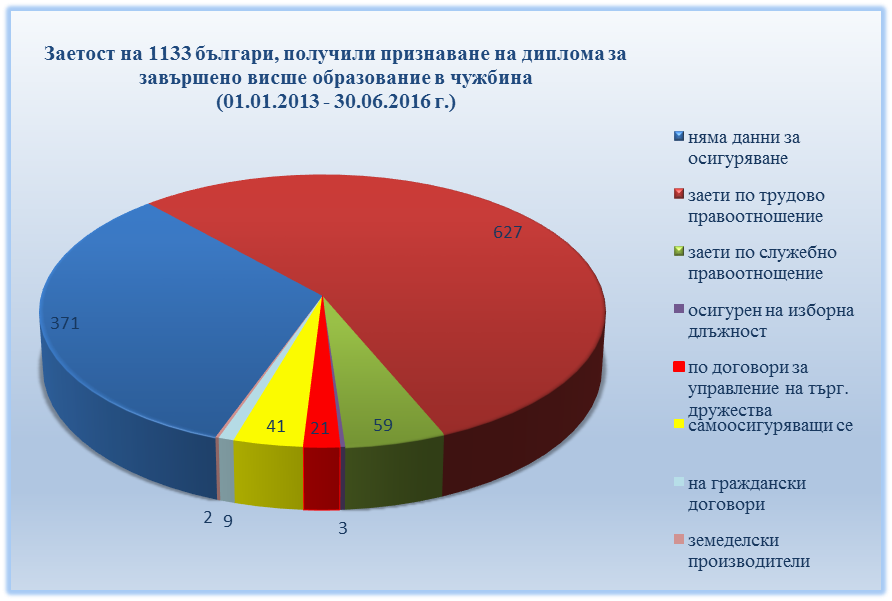 Заетост на 1133 българи, получили признаване на диплома за
завършено висше образование в чужбина
(01.01.2013 - 30.06.2016 г.)
няма данни за
осигуряване
заети по трудово
правоотношение
заети по служебно
правоотнощение
осигурен на изборна
длъжност
по договори за
управление на търг.
дружества
самоосигуряващи се
на граждански
договори
земеделски
производители
627
371
59
41
21
2
9
3